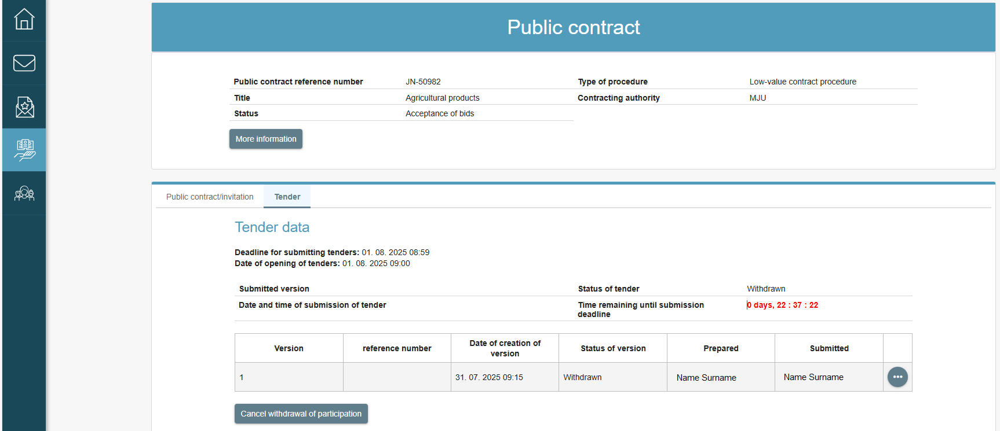 Public contract
Public contract reference number JN-50982 Type of procedure Low-value contract procedure
Title Agricultural products Contracting authority MJU
Status Acceptance of bids
More information
Public contract/invitation Tender
Tender data
Deadline for submitting tenders: 01. 08. 2025 08:59
Date of opening of tenders: 01. 08. 2025 09:00
Submitted version Status of tender Withdrawn
Date and time of submission of tender Time remaining until submission 0 days, 22 : 37 : 22
deadline
Version reference number Date of creation of Status of version Prepared Submitted
version
1 31. 07. 2025 09:15 Withdrawn Name Surname Name Surname
Cancel withdrawal of participation